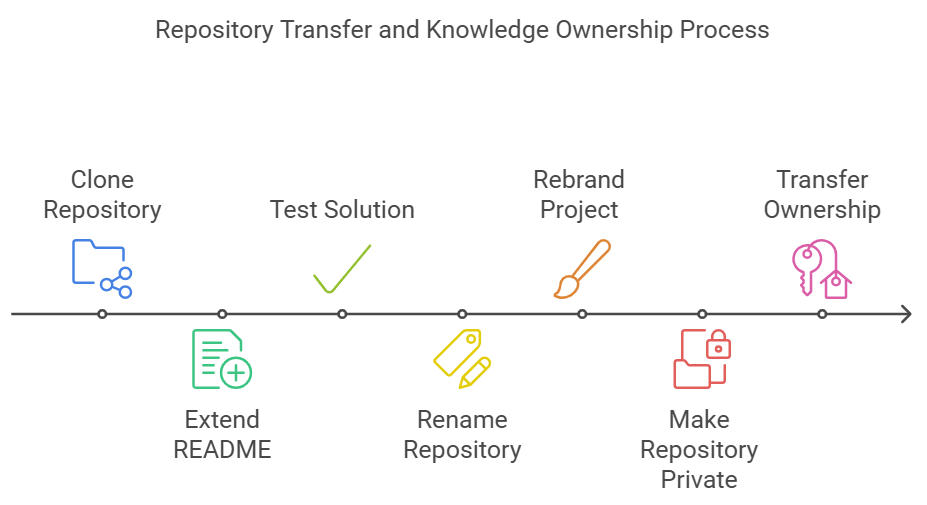 Repository Transfer and Knowledge Ownership Process
Clone
Repository
Extend
README
Test Solution
Rename
Repository
Rebrand
Project
Make
Repository
Private
Transfer
Ownership